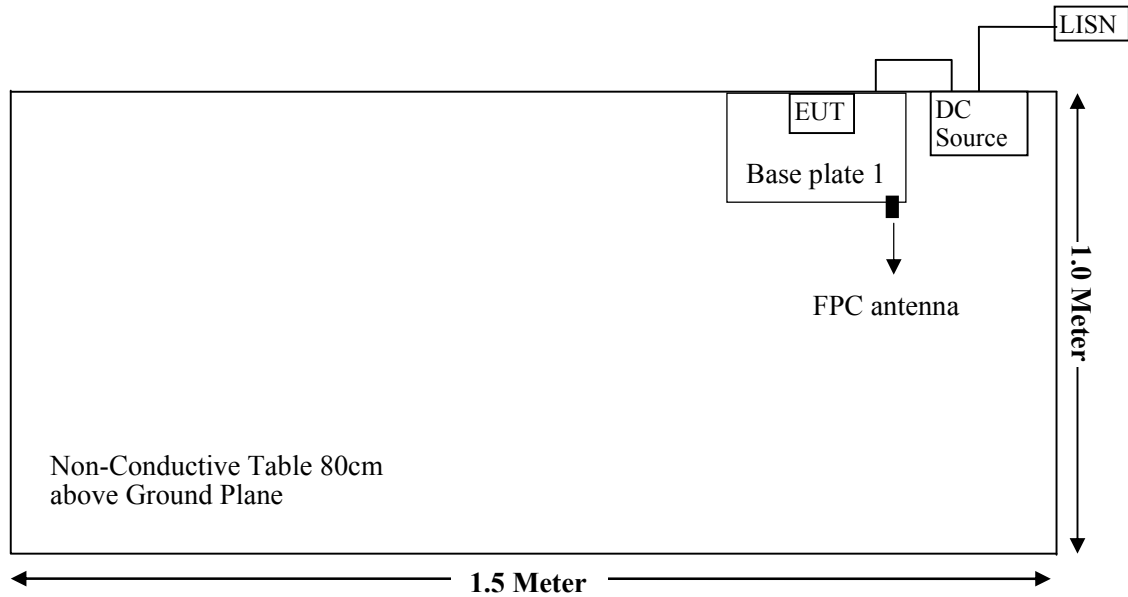 LISN
EUT
DC
Source
Base plate 1
FPC antenna
1.0 Meter
Non-Conductive Table 80cm
above Ground Plane
1.5 Meter